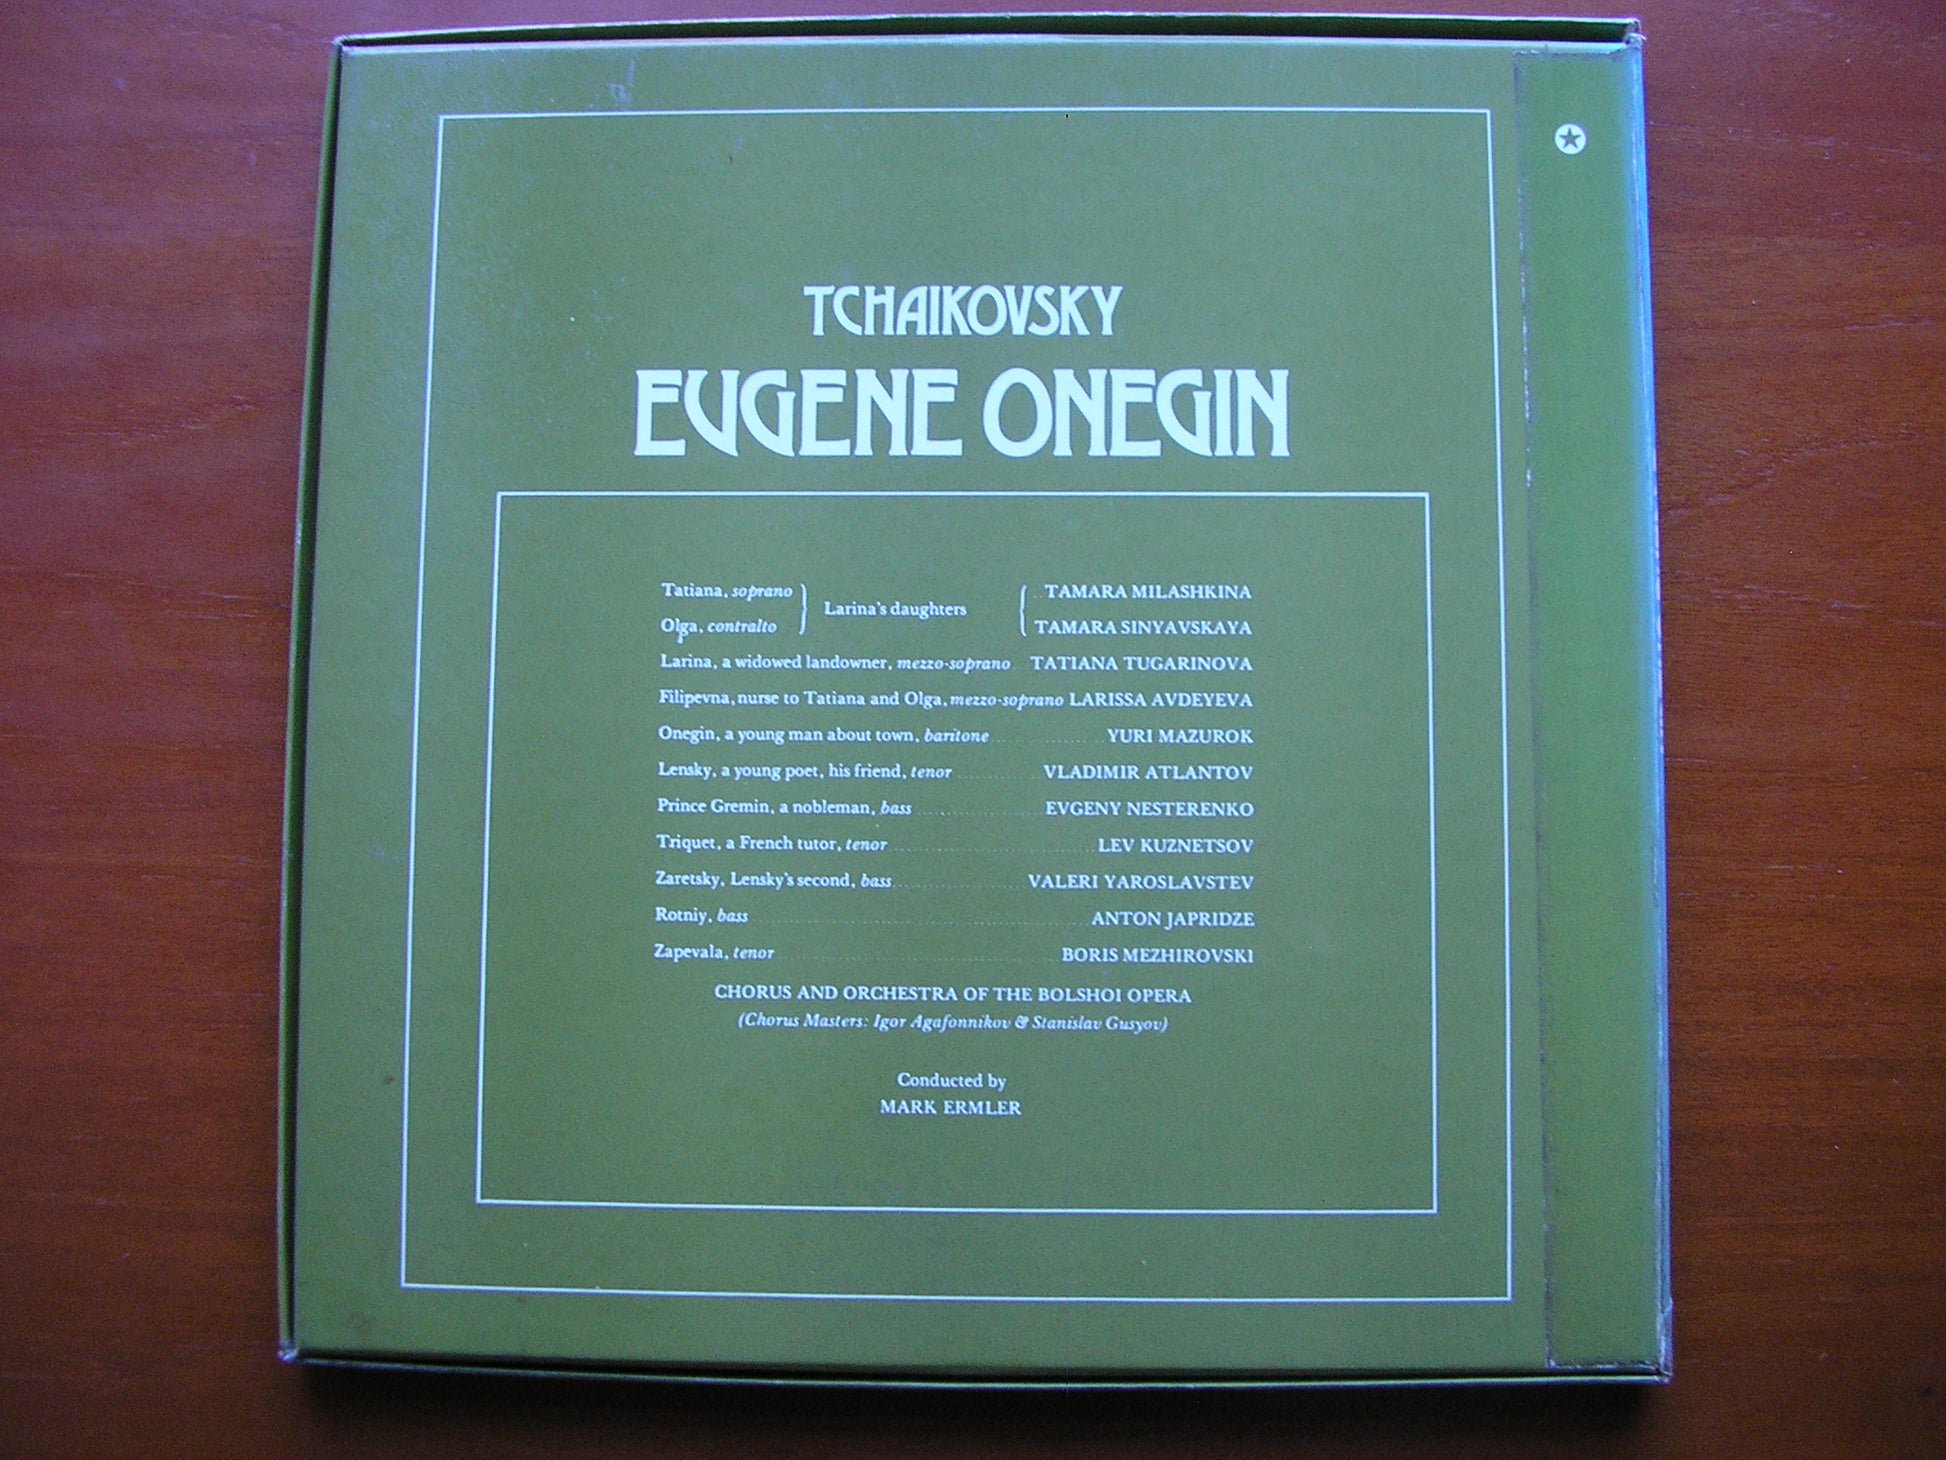 TCHAIKOVSKY
EUGENE ONEGIN
Tatiana, soprano } Larina's daughters { .. TAMARA MILASHKINA
Olga, contralto TAMARA SINYAVSKAYA
Larina, a widowed landowner, mezzo-soprano TATIANA TUGARINOVA
Filipevna, nurse to Tatiana and Olga, mezzo-soprano LARISSA AVDEYEVA
Onegin, a young man about town, baritone .................. YURI MAZUROK
Lensky, a young poet, his friend, tenor ............ VLADIMIR ATLANTOV
Prince Gremin, a nobleman, bass .................. EVGENY NESTERENKO
Triquet, a French tutor, tenor .............................. LEV KUZNETSOV
Zaretsky, Lensky's second, bass .................. VALERI YAROSLAVSTEV
Rotniy, bass .................................................. ANTON JAPRIDZE
Zapevala, tenor .......................................... BORIS MEZHIROVSKI
CHORUS AND ORCHESTRA OF THE BOLSHOI OPERA
(Chorus Masters: Igor Agafonnikov & Stanislav Gusyov)
Conducted by
MARK ERMLER